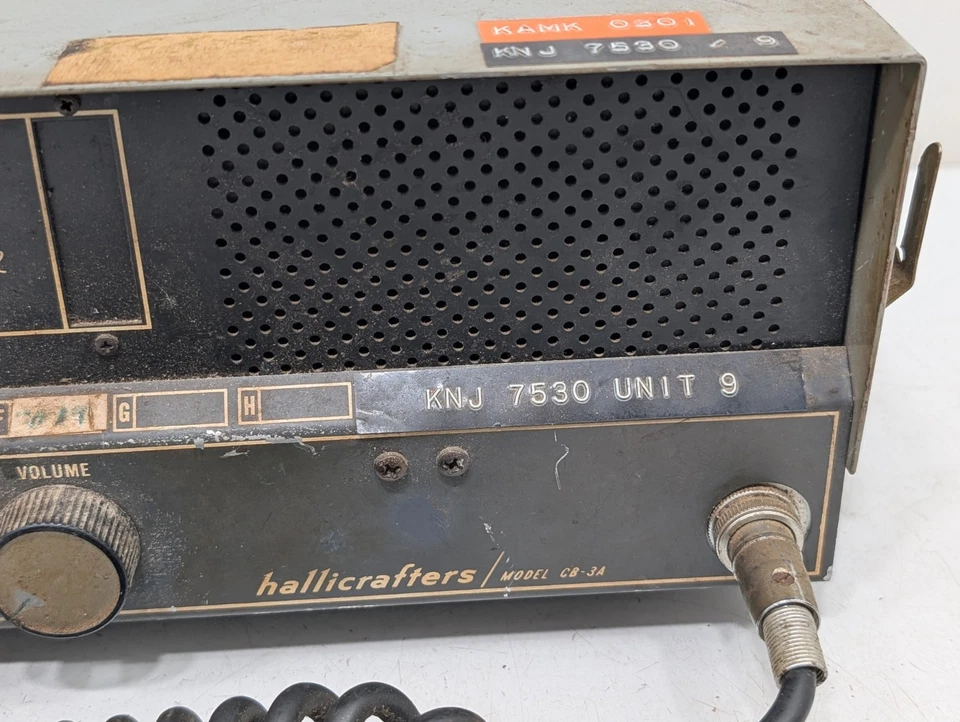 KAMK 0301
KNJ 7530 / 9
F
G
H
KNJ 7530 UNIT 9
VOLUME
hallicrafters / MODEL CB-3A